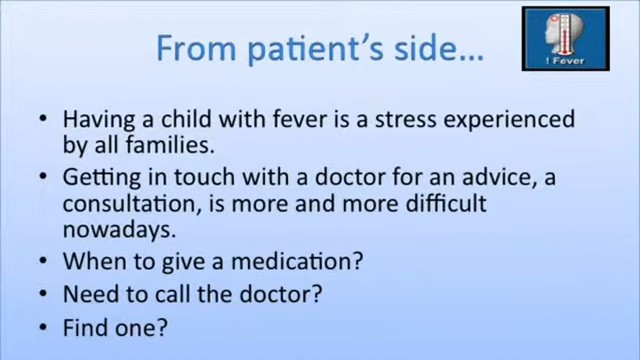 From patient's side...
! Fever
• Having a child with fever is a stress experienced
by all families.
• Getting in touch with a doctor for an advice, a
consultation, is more and more difficult
nowadays.
• When to give a medication?
• Need to call the doctor?
• Find one?